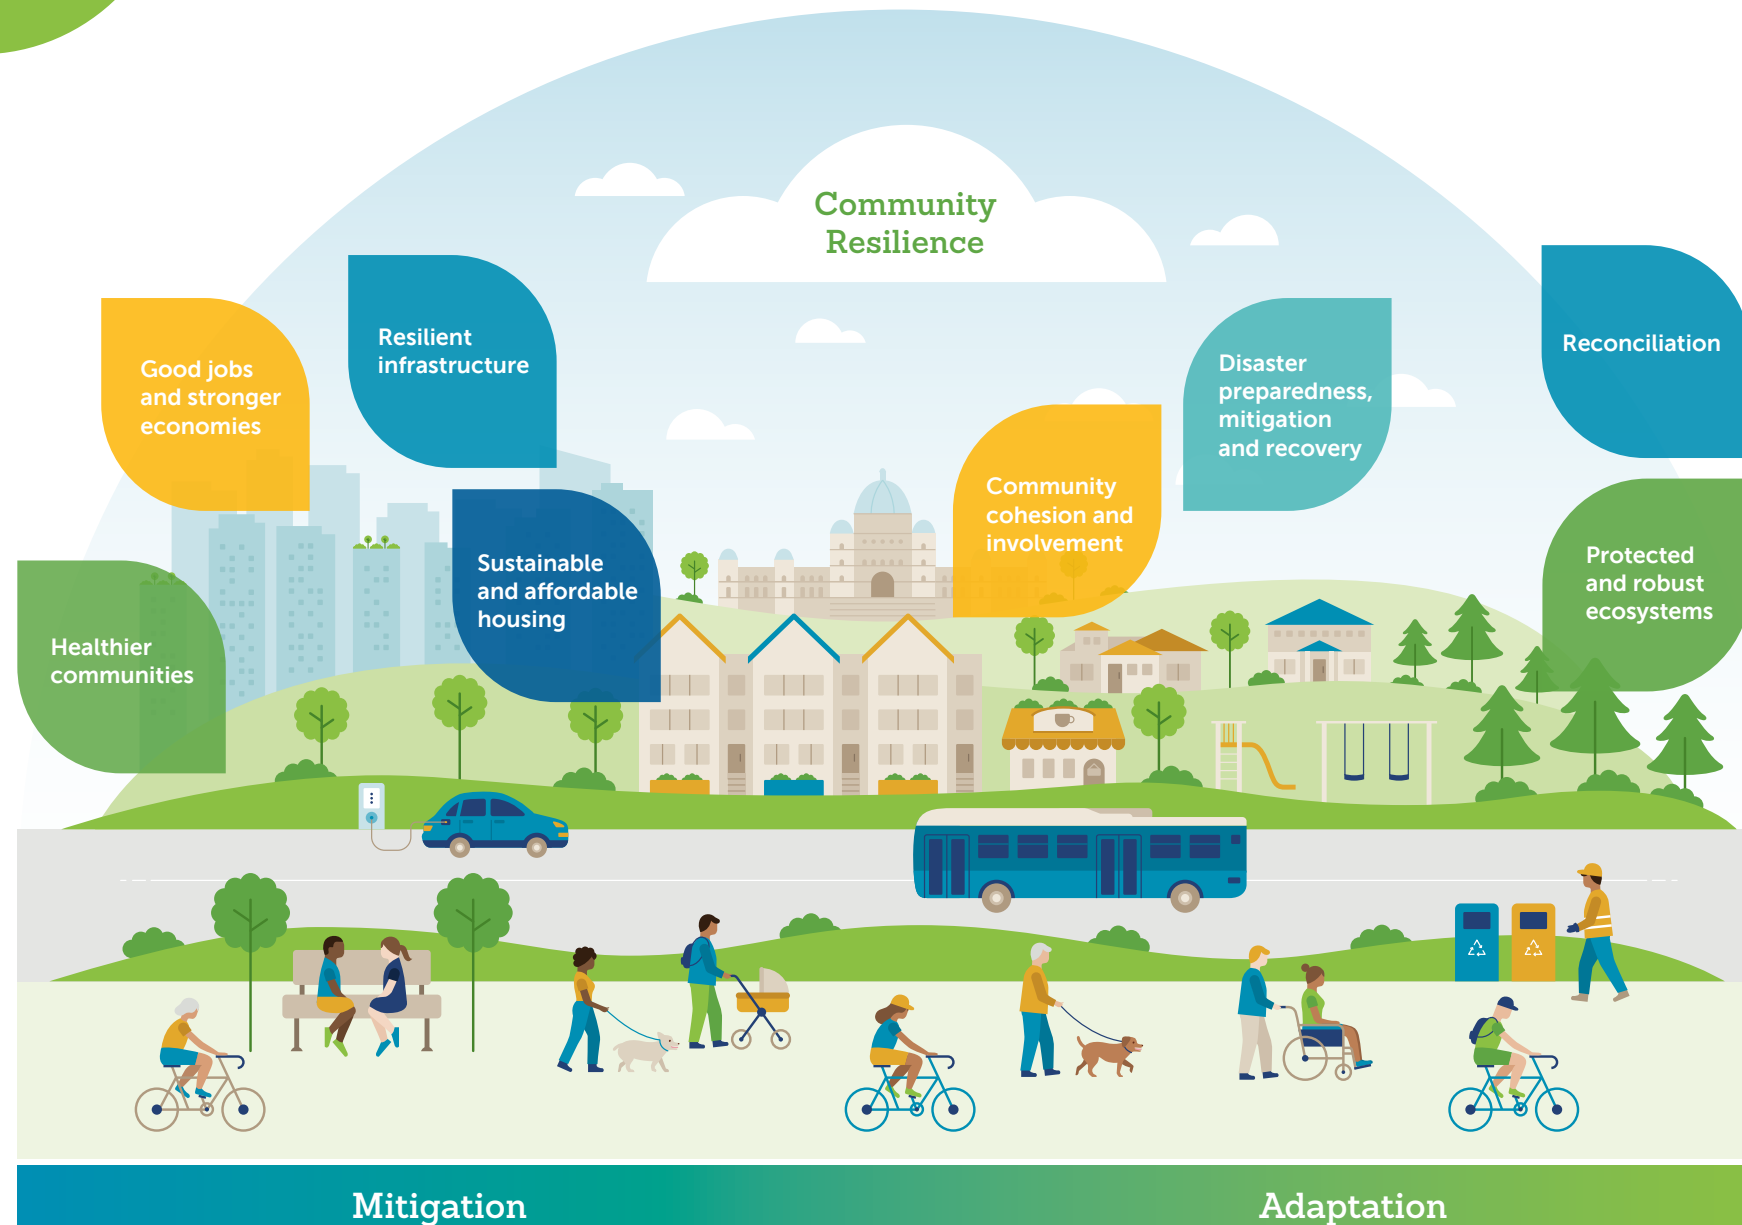 Community
Resilience
Good jobs
and stronger
economies
Resilient
infrastructure
Disaster
preparedness,
mitigation
and recovery
Reconciliation
Healthier
communities
Sustainable
and affordable
housing
Community
cohesion and
involvement
Protected
and robust
ecosystems
Mitigation
Adaptation